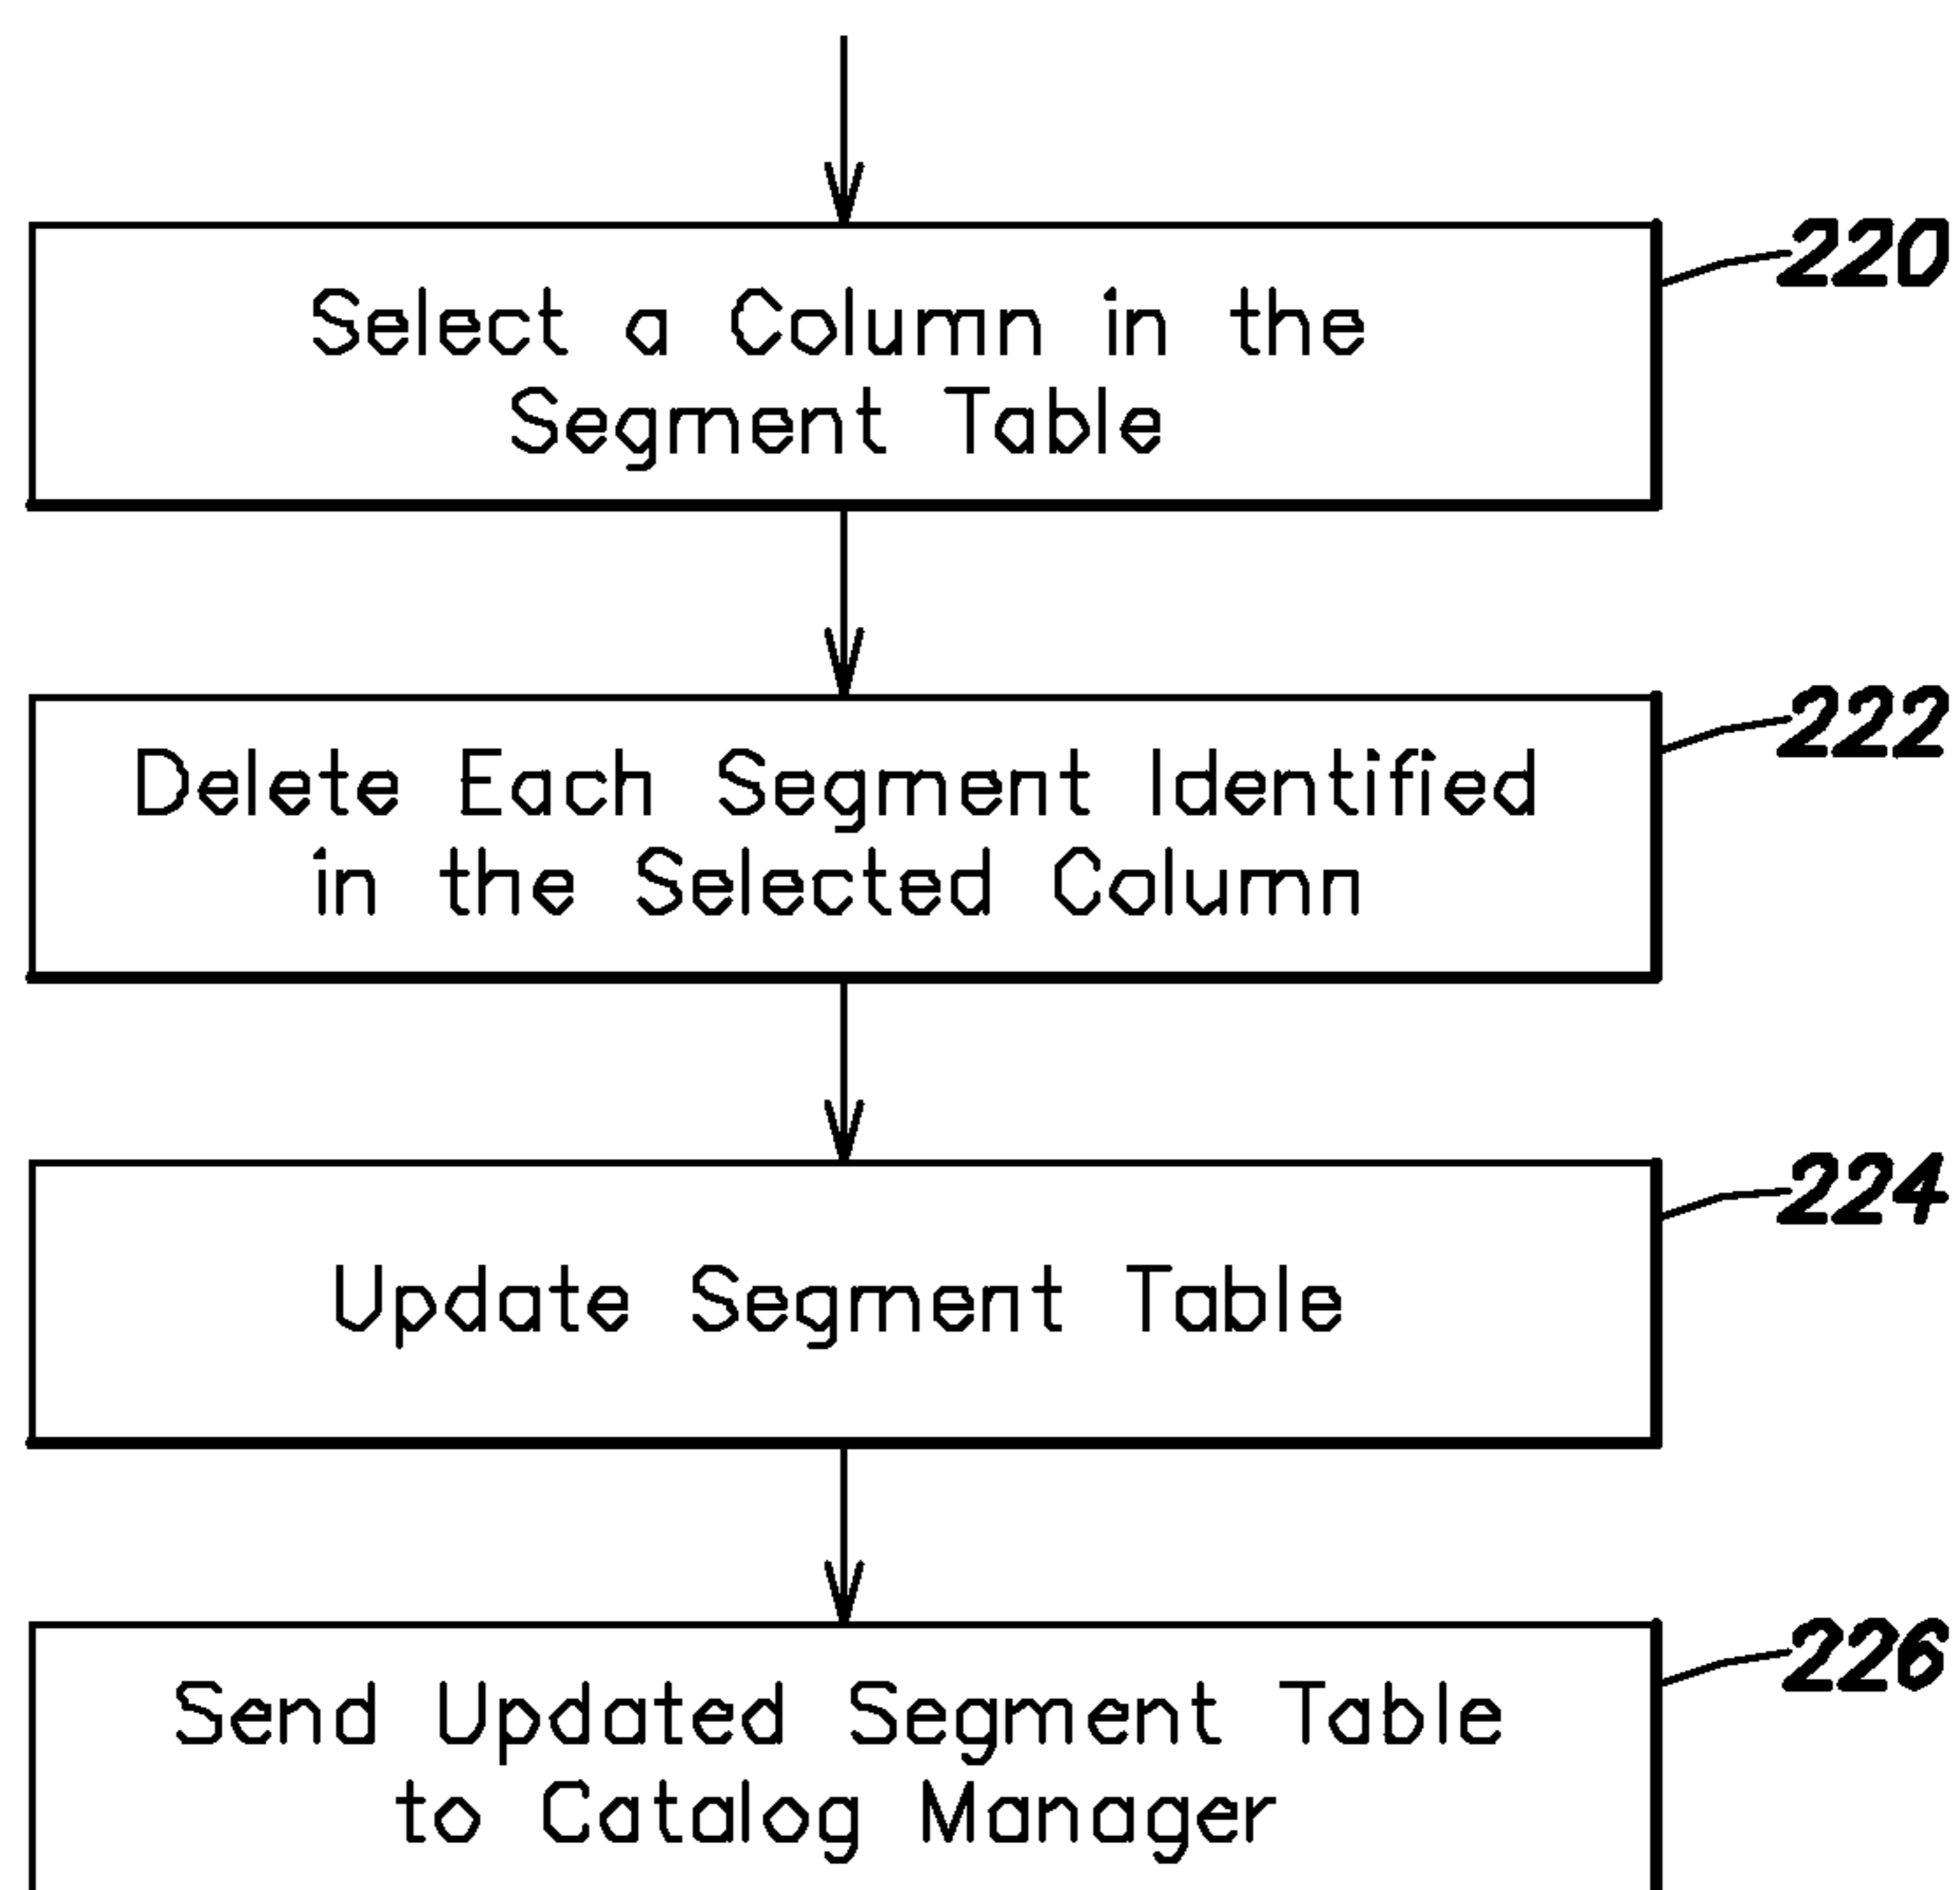 220
Select a Column in the
Segment Table
222
Delete Each Segment Identified
in the Selected Column
224
Update Segment Table
226
Send Updated Segment Table
to Catalog Manager